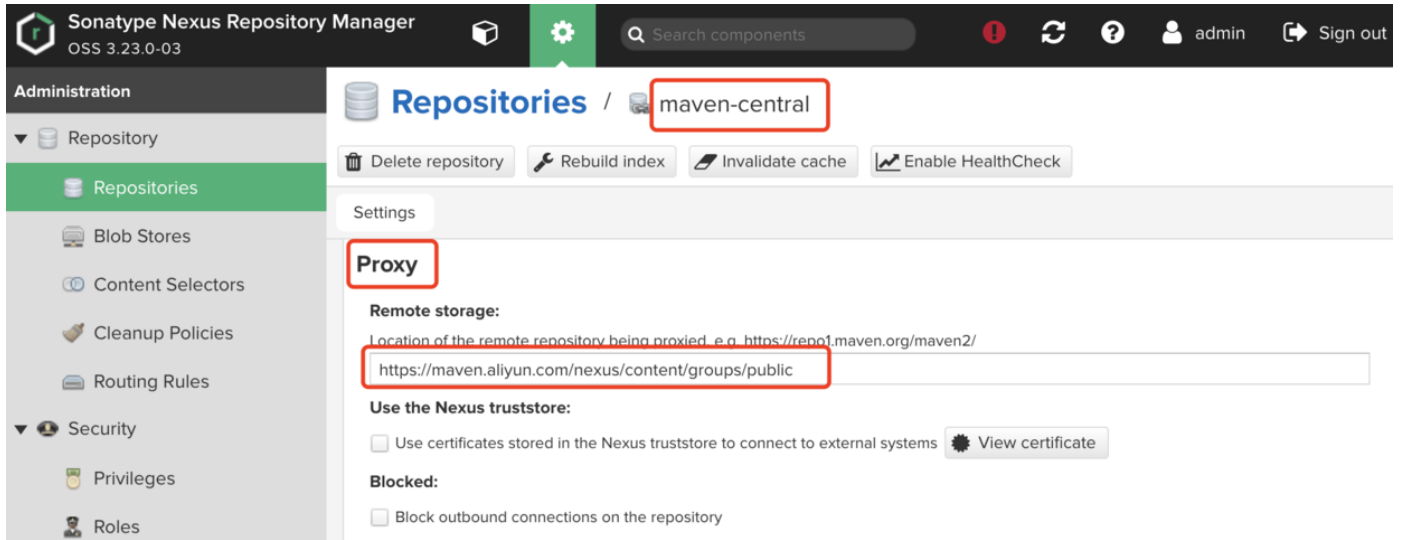 Sonatype Nexus Repository Manager
OSS 3.23.0-03
Search components
admin
Sign out
Administration
Repository
Repositories
Blob Stores
Content Selectors
Cleanup Policies
Routing Rules
Security
Privileges
Roles
Repositories / maven-central
Delete repository
Rebuild index
Invalidate cache
Enable HealthCheck
Settings
Proxy
Remote storage:
Location of the remote repository being proxied, e.g. https://repo1.maven.org/maven2/
https://maven.aliyun.com/nexus/content/groups/public
Use the Nexus truststore:
Use certificates stored in the Nexus truststore to connect to external systems
View certificate
Blocked:
Block outbound connections on the repository